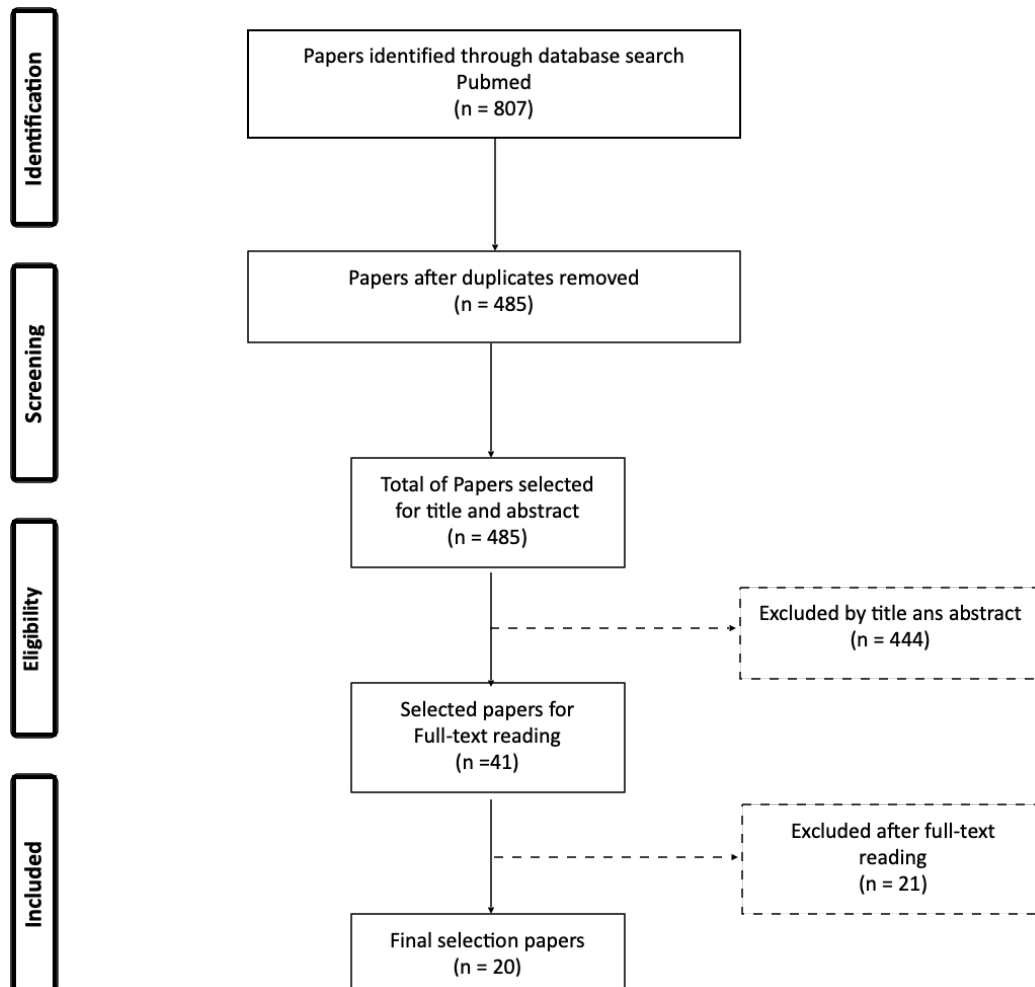 Identification
Papers identified through database search
Pubmed
(n = 807)
Screening
Papers after duplicates removed
(n = 485)
Total of Papers selected
for title and abstract
(n = 485)
Eligibility
Excluded by title ans abstract
(n = 444)
Selected papers for
Full-text reading
(n =41)
Included
Excluded after full-text
reading
(n = 21)
Final selection papers
(n = 20)